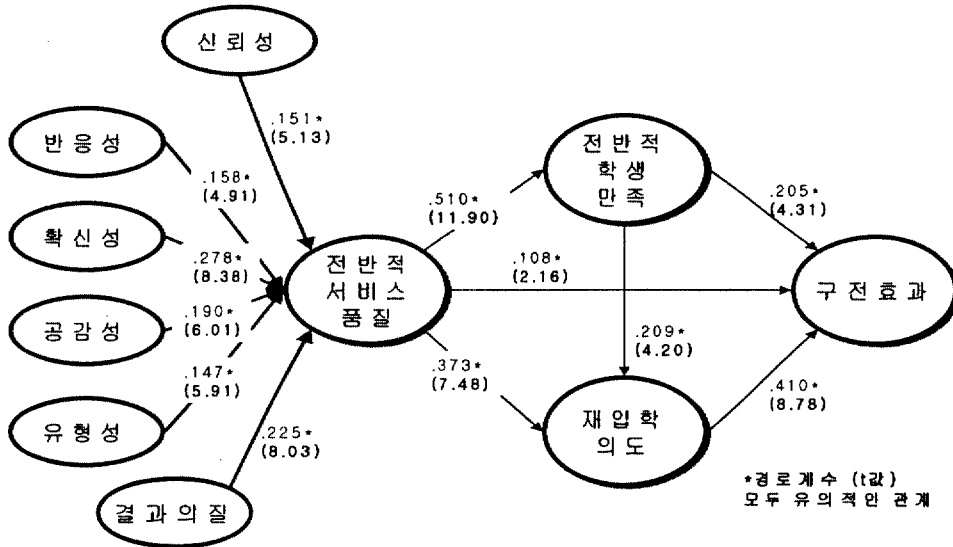 신뢰성
.151*
(5.13)
반응성
.158*
(4.91)
확신성
.278*
(8.38)
공감성
.190*
(6.01)
유형성
.147*
(5.91)
결과의질
.225*
(8.03)
전반적
서비스
품질
.510*
(11.90)
.108*
(2.16)
.373*
(7.48)
전반적
학생
만족
.209*
(4.20)
재입학
의도
.205*
(4.31)
.410*
(8.78)
구전효과
*경로계수 (t값)
모두 유의적인 관계